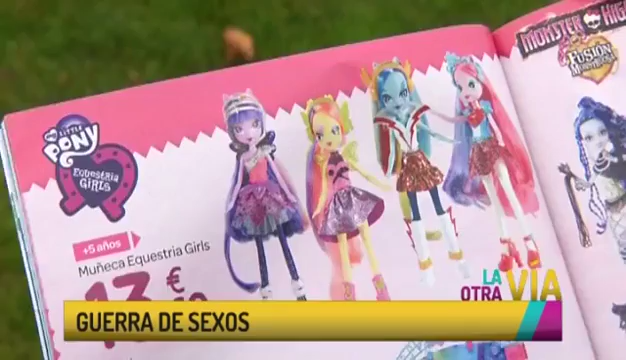 MONSTER HIGH
FUSIÓN
MY LITTLE
PONY
EQUESTRIA
GIRLS
+5 años
Muñeca Equestria Girls
13 €
LA
OTRA VIA
GUERRA DE SEXOS